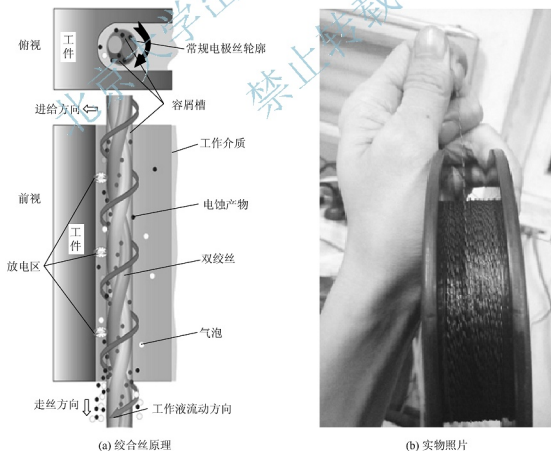 俯视
工
件
常规电极丝轮廓
容屑槽
进给方向
工作介质
前视
工
件
电蚀产物
放电区
双绞丝
气泡
走丝方向
工作液流动方向
(a) 绞合丝原理
(b) 实物照片
禁止转载